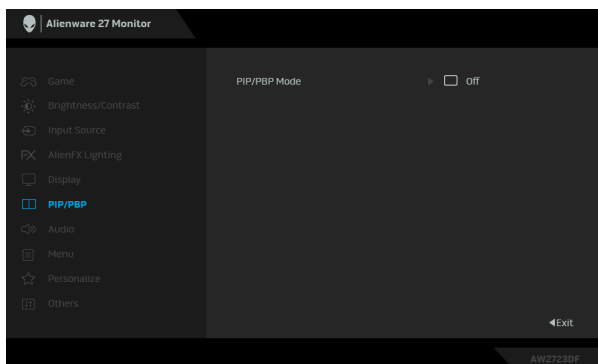 Alienware 27 Monitor
Game
PIP/PBP Mode
Off
Brightness/Contrast
Input Source
FX
AlienFX Lighting
Display
PIP/PBP
Audio
Menu
Personalize
Others
Exit
AW2723DF